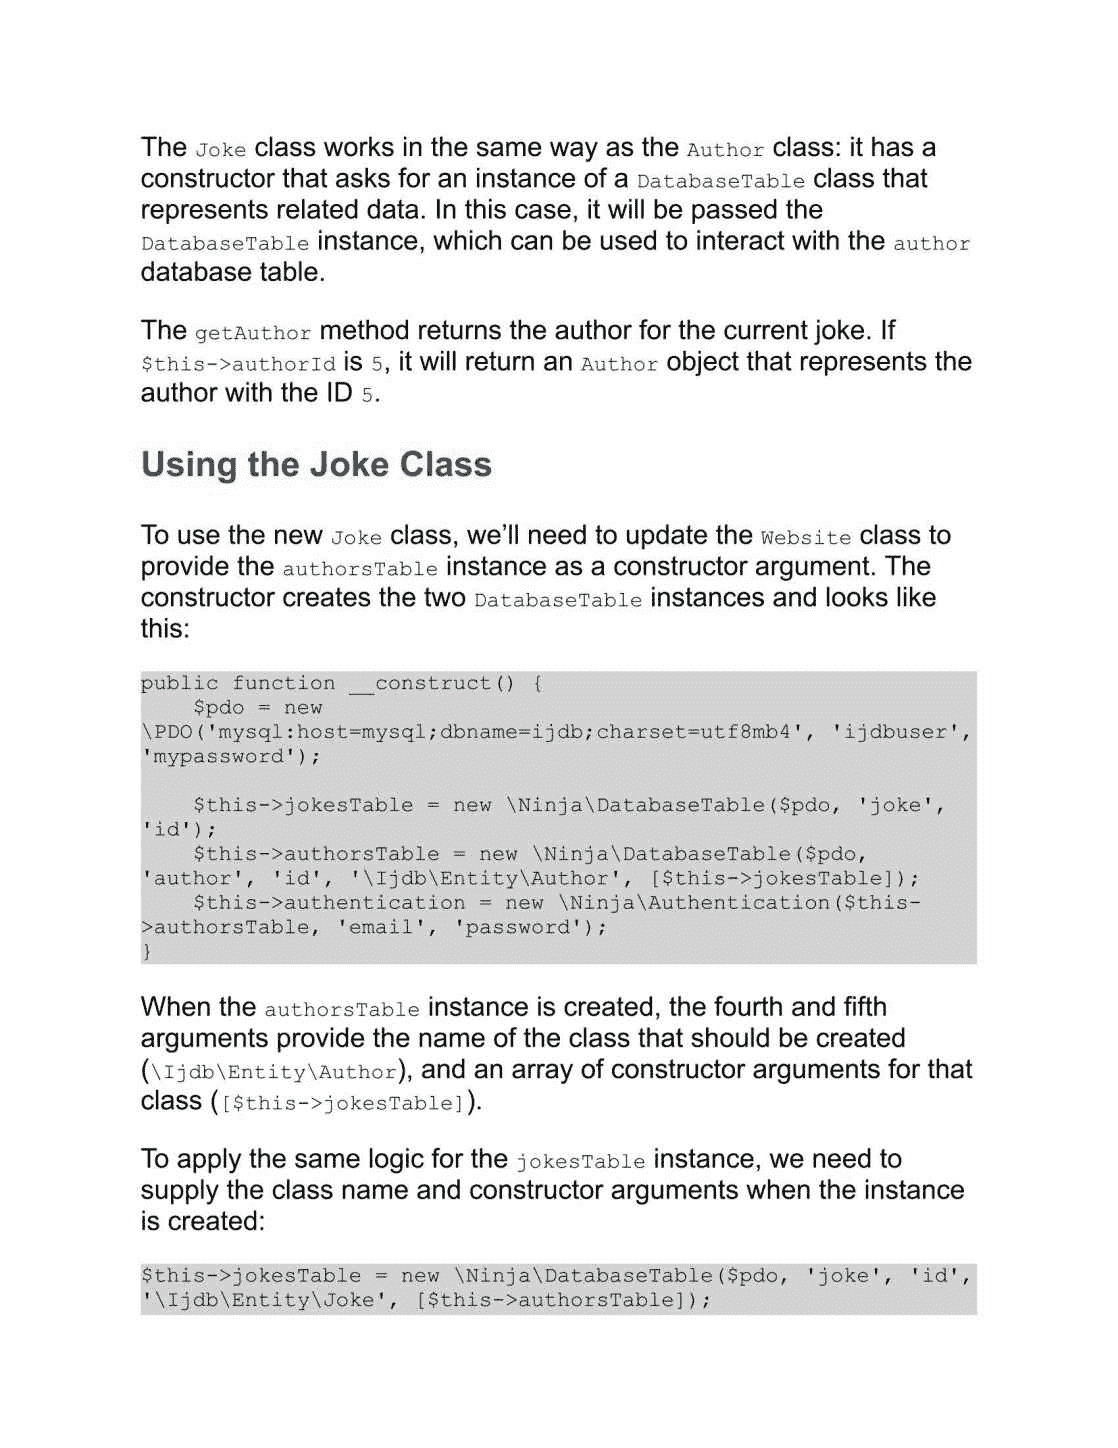 The Joke class works in the same way as the Author class: it has a
constructor that asks for an instance of a DatabaseTable class that
represents related data. In this case, it will be passed the
DatabaseTable instance, which can be used to interact with the author
database table.
The getAuthor method returns the author for the current joke. If
$this->authorId is 5, it will return an Author object that represents the
author with the ID 5.
Using the Joke Class
To use the new Joke class, we’ll need to update the Website class to
provide the authorsTable instance as a constructor argument. The
constructor creates the two DatabaseTable instances and looks like
this:
public function __construct() {
    $pdo = new
\PDO('mysql:host=mysql;dbname=ijdb;charset=utf8mb4', 'ijdbuser',
'mypassword');
    $this->jokesTable = new \Ninja\DatabaseTable($pdo, 'joke',
'id');
    $this->authorsTable = new \Ninja\DatabaseTable($pdo,
'author', 'id', '\Ijdb\Entity\Author', [$this->jokesTable]);
    $this->authentication = new \Ninja\Authentication($this-
>authorsTable, 'email', 'password');
}
When the authorsTable instance is created, the fourth and fifth
arguments provide the name of the class that should be created
(\Ijdb\Entity\Author), and an array of constructor arguments for that
class ([$this->jokesTable]).
To apply the same logic for the jokesTable instance, we need to
supply the class name and constructor arguments when the instance
is created:
$this->jokesTable = new \Ninja\DatabaseTable($pdo, 'joke', 'id',
'\Ijdb\Entity\Joke', [$this->authorsTable]);